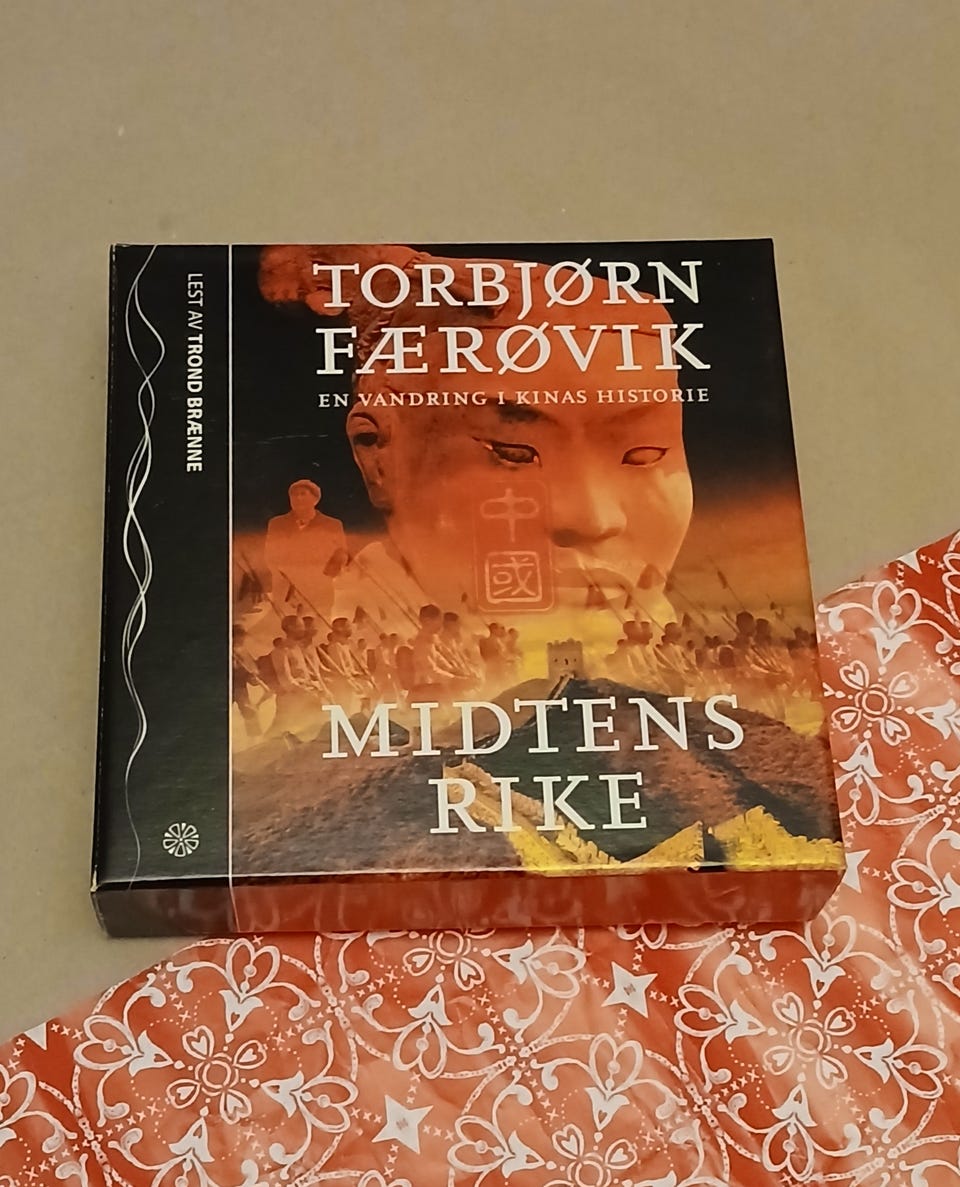 LEST AV TROND BRÆNNE
TORBJØRN
FÆRØVIK
EN VANDRING I KINAS HISTORIE
中
國
MIDTENS
RIKE